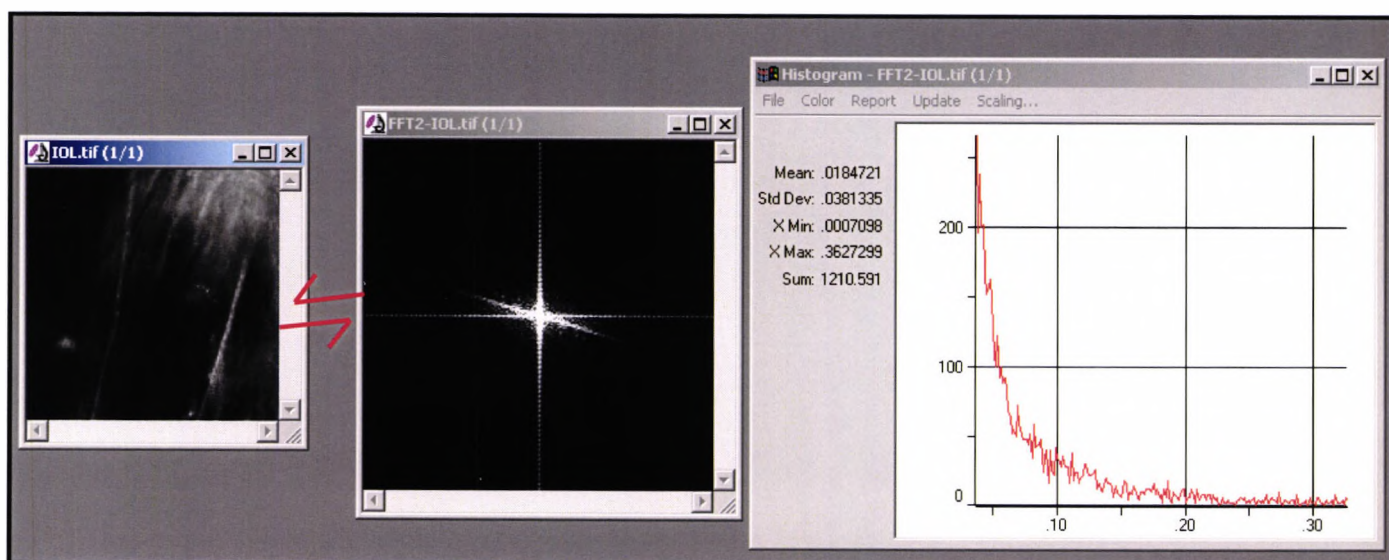 IOL.tif (1/1)
FFT2-IOL.tif (1/1)
Histogram - FFT2-IOL.tif (1/1)
File Color Report Update Scaling...
Mean: .0184721
Std Dev: .0381335
X Min: .0007098
X Max: .3627299
Sum: 1210.591
200
100
0
.10 .20 .30